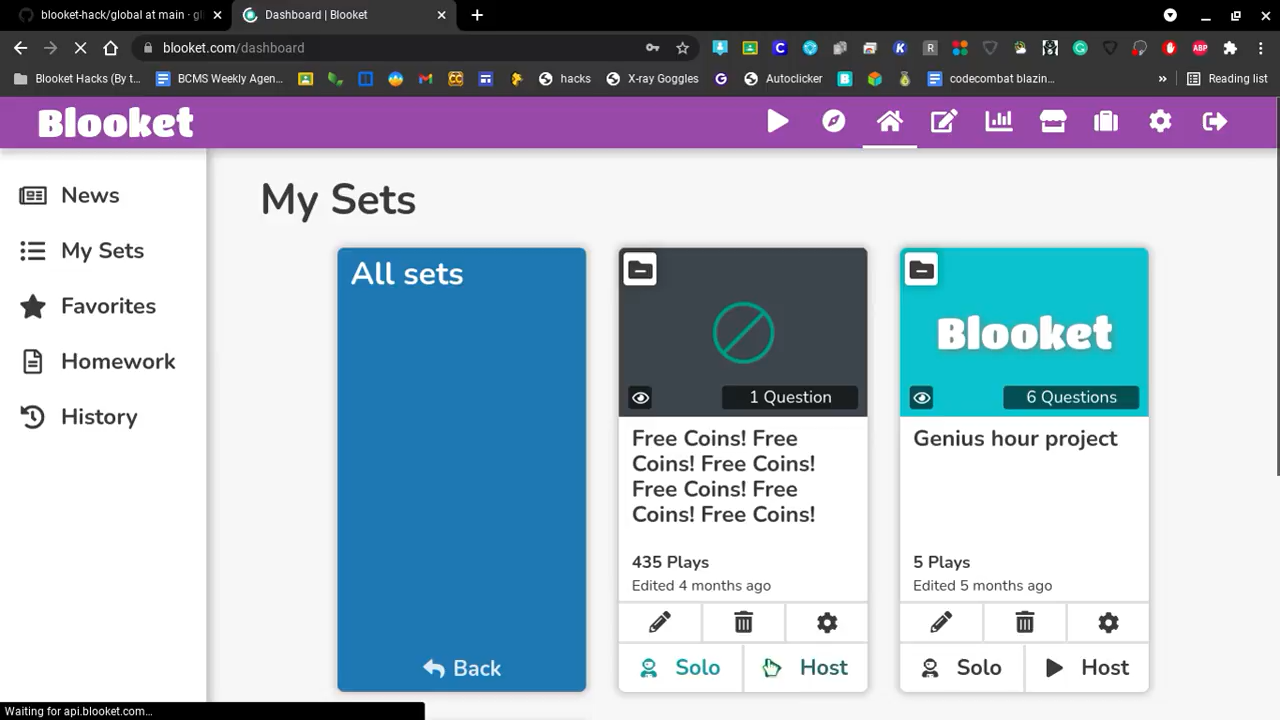 blooket-hack/global at main · gl
Dashboard | Blooket
blooket.com/dashboard
ABP
Blooket Hacks (By t...
BCMS Weekly Agen...
hacks
X-ray Goggles
Autoclicker
codecombat blazin...
»
Reading list
Blooket
News
My Sets
Favorites
Homework
History
My Sets
All sets
Back
1 Question
Free Coins! Free
Coins! Free Coins!
Free Coins! Free
Coins! Free Coins!
435 Plays
Edited 4 months ago
Solo
Host
Blooket
6 Questions
Genius hour project
5 Plays
Edited 5 months ago
Solo
Host
Waiting for api.blooket.com...